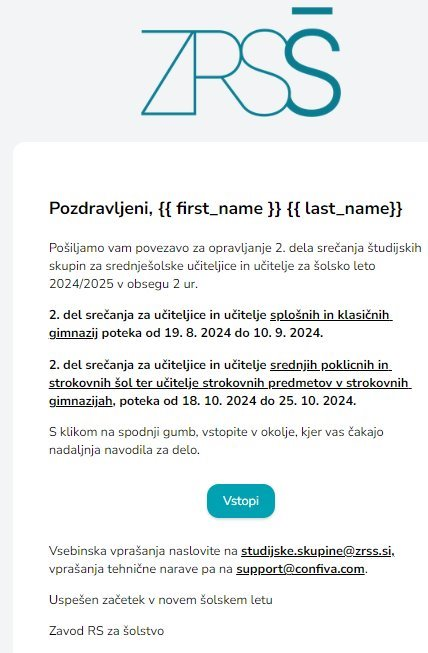 ZRSŠ
Pozdravljeni, {{ first_name }} {{ last_name}}
Pošiljamo vam povezavo za opravljanje 2. dela srečanja študijskih
skupin za srednješolske učiteljice in učitelje za šolsko leto
2024/2025 v obsegu 2 ur.
2. del srečanja za učiteljice in učitelje splošnih in klasičnih
gimnazij poteka od 19. 8. 2024 do 10. 9. 2024.
2. del srečanja za učiteljice in učitelje srednjih poklicnih in
strokovnih šol ter učitelje strokovnih predmetov v strokovnih
gimnazijah, poteka od 18. 10. 2024 do 25. 10. 2024.
S klikom na spodnji gumb, vstopite v okolje, kjer vas čakajo
nadaljnja navodila za delo.
Vstopi
Vsebinska vprašanja naslovite na studijske.skupine@zrss.si,
vprašanja tehnične narave pa na support@confiva.com.
Uspešen začetek v novem šolskem letu
Zavod RS za šolstvo